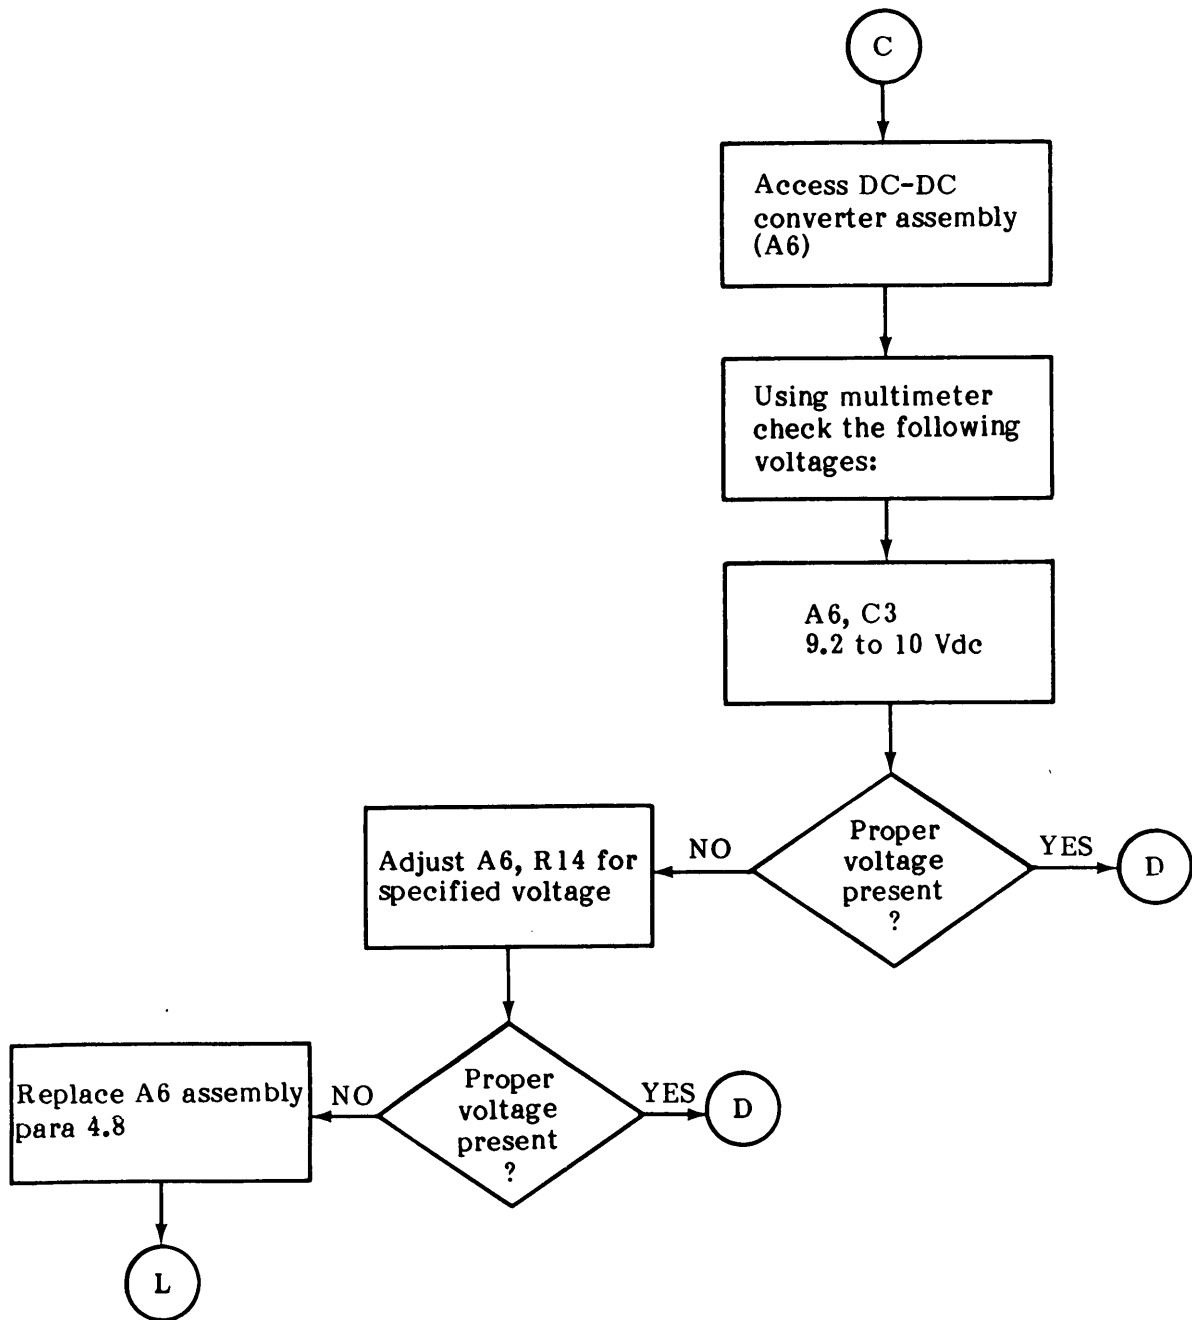 C
Access DC-DC
converter assembly
(A6)
Using multimeter
check the following
voltages:
A6, C3
9.2 to 10 Vdc
Proper
voltage
present
?
YES
D
NO
Adjust A6, R14 for
specified voltage
Proper
voltage
present
?
YES
D
NO
Replace A6 assembly
para 4.8
L